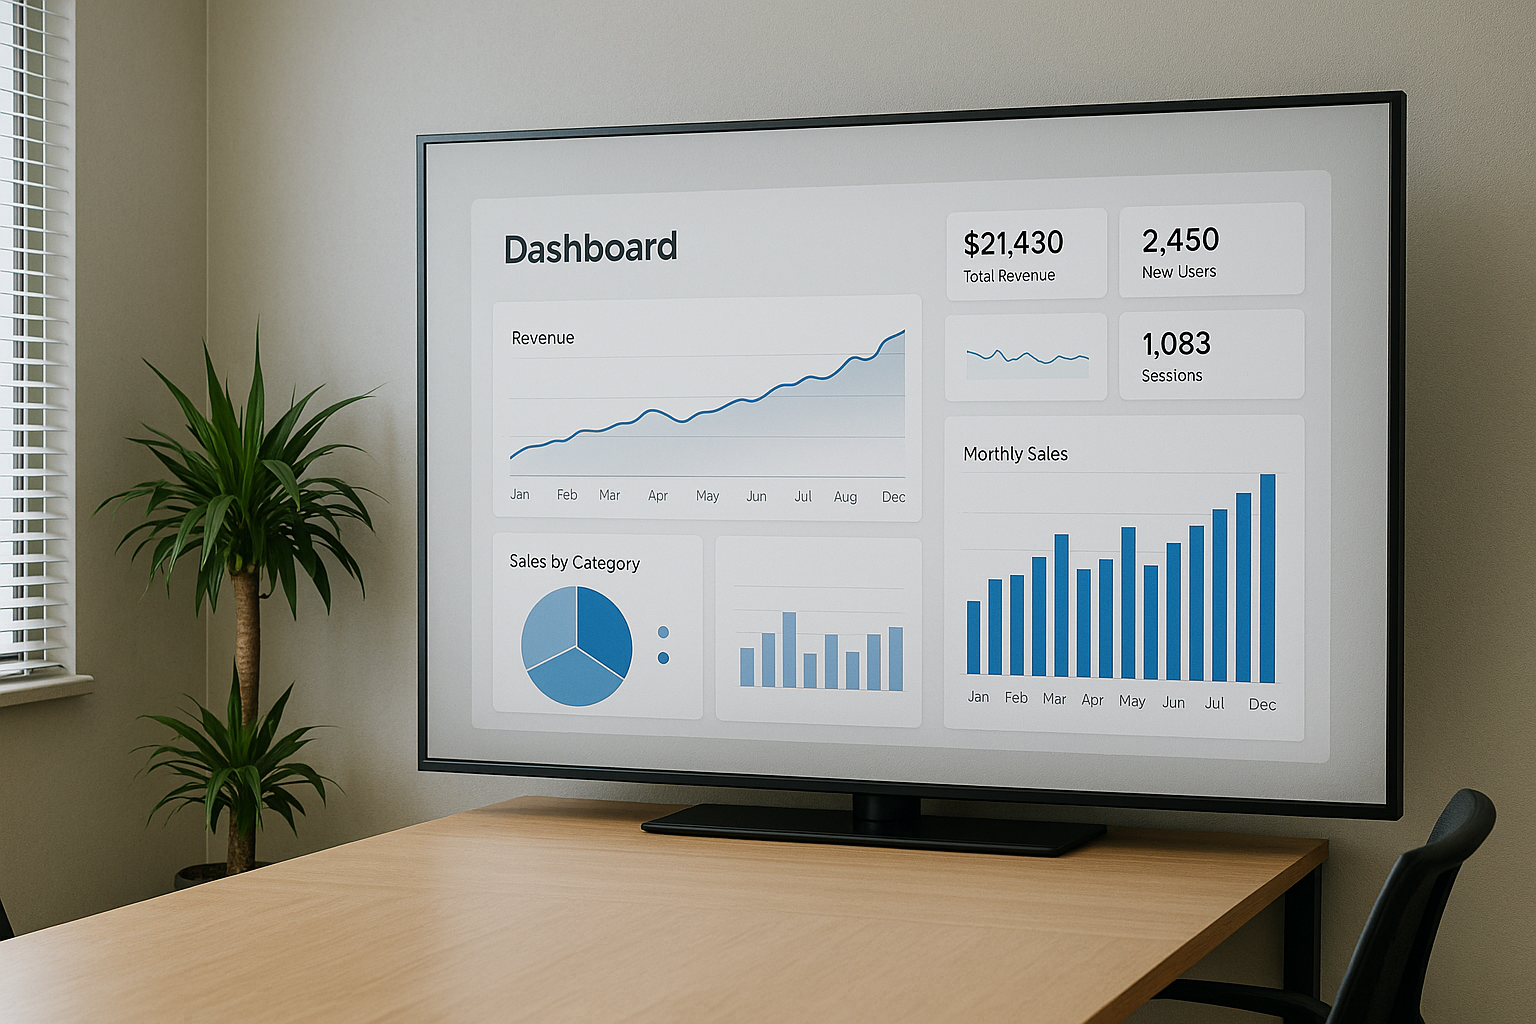 Dashboard
$21,430
Total Revenue
2,450
New Users
Revenue
1,083
Sessions
Jan Feb Mar Apr May Jun Jul Aug Dec
Monthly Sales
Jan Feb Mar Apr May Jun Jul Dec
Sales by Category